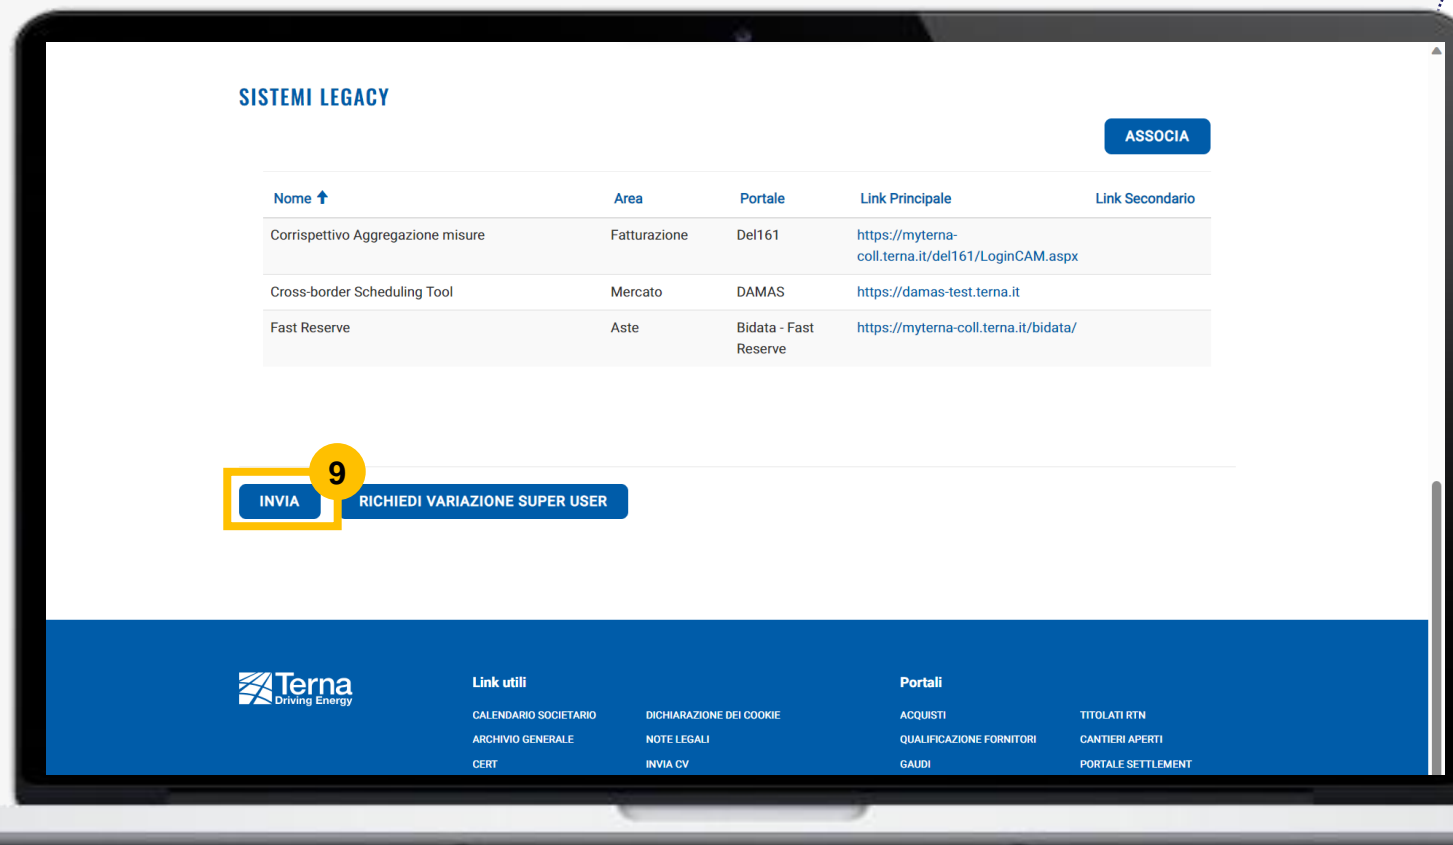 SISTEMI LEGACY
ASSOCIA
Nome ↑ Area Portale Link Principale Link Secondario
Corrispettivo Aggregazione misure Fatturazione Del161 https://myterna-
coll.terna.it/del161/LoginCAM.aspx
Cross-border Scheduling Tool Mercato DAMAS https://damas-test.terna.it
Fast Reserve Aste Bidata - Fast https://myterna-coll.terna.it/bidata/
Reserve
9
INVIA RICHIEDI VARIAZIONE SUPER USER
Terna
Driving Energy
Link utili Portali
CALENDARIO SOCIETARIO DICHIARAZIONE DEI COOKIE ACQUISTI TITOLATI RTN
ARCHIVIO GENERALE NOTE LEGALI QUALIFICAZIONE FORNITORI CANTIERI APERTI
CERT INVIA CV GAUDI PORTALE SETTLEMENT